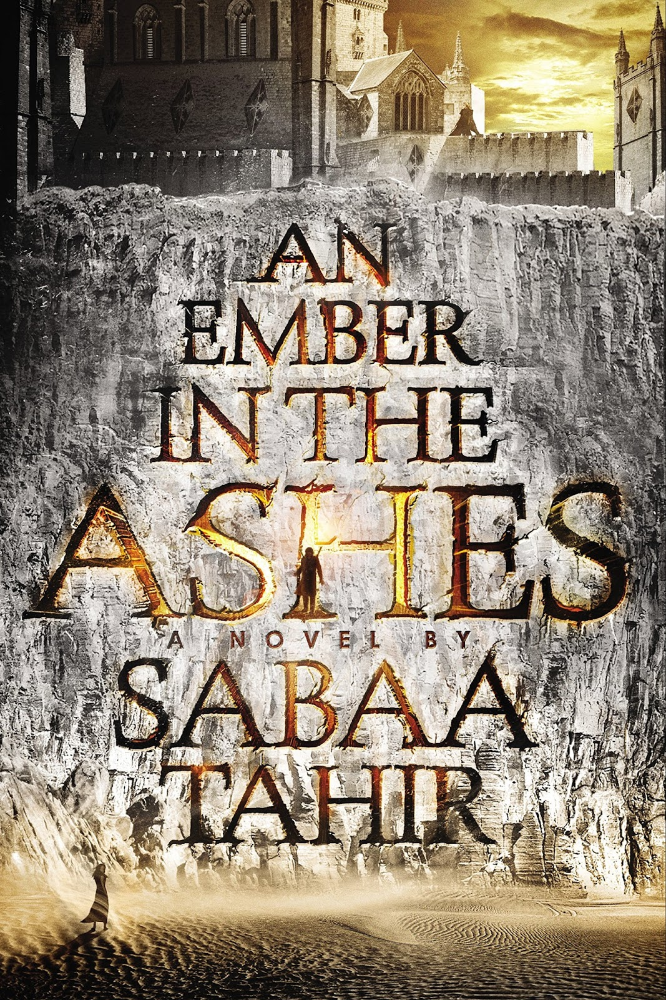 AN
EMBER
IN THE
ASHES
A NOVEL BY
SABAA
TAHIR